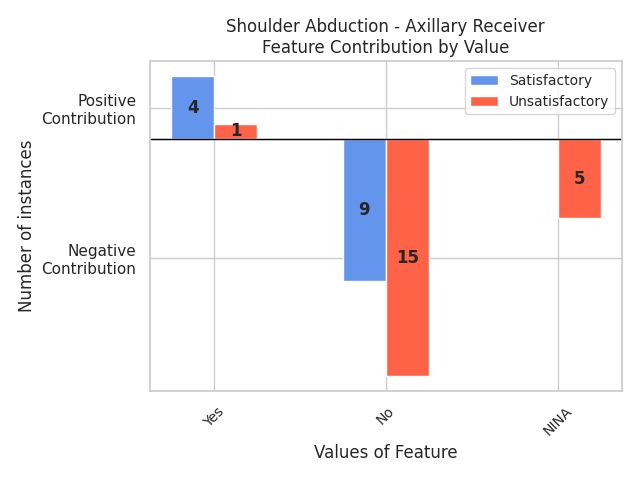 Shoulder Abduction - Axillary Receiver
Feature Contribution by Value
Satisfactory
Unsatisfactory
Positive
Contribution
Negative
Contribution
Number of instances
4
1
9
15
5
Yes
No
NINA
Values of Feature